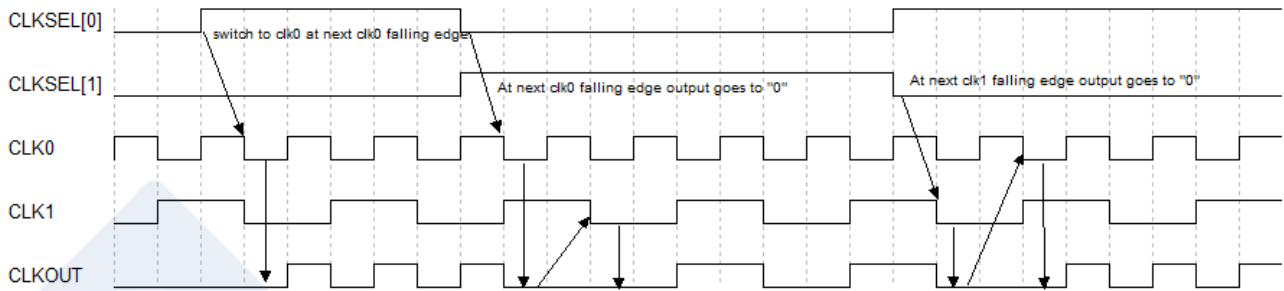 CLKSEL[0]
switch to clk0 at next clk0 falling edge
CLKSEL[1]
At next clk0 falling edge output goes to "0"
At next clk1 falling edge output goes to "0"
CLK0
CLK1
CLKOUT